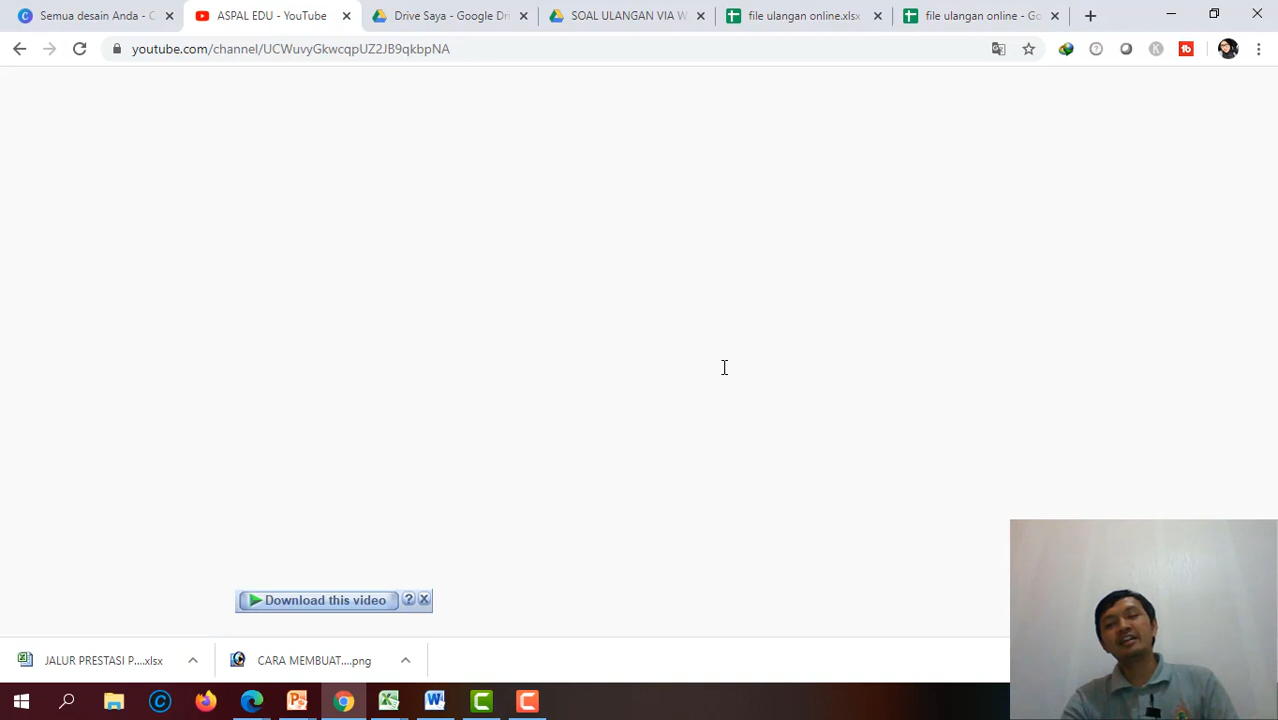 Semua desain Anda - C
ASPAL EDU - YouTube
Drive Saya - Google Dri
SOAL ULANGAN VIA W
file ulangan online.xlsx
file ulangan online - Go
youtube.com/channel/UCWuvyGkwcqpUZ2JB9qkbpNA
Download this video
JALUR PRESTASI P....xlsx
CARA MEMBUAT....png